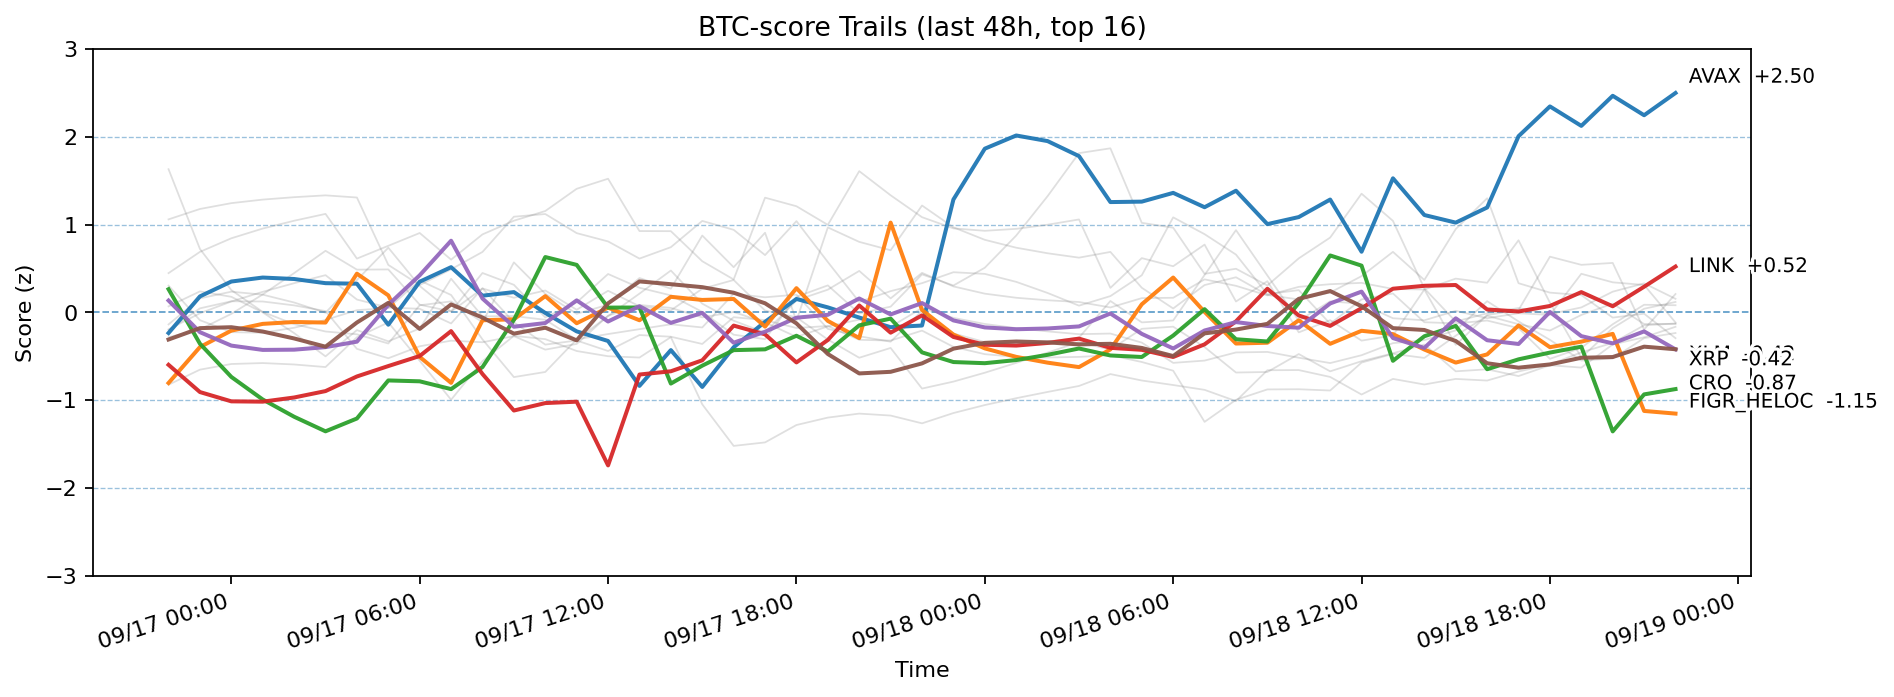 BTC-score Trails (last 48h, top 16)
Score (z)
3
2
1
0
−1
−2
−3
AVAX +2.50
LINK +0.52
XRP -0.42
CRO -0.87
FIGR_HELOC -1.15
09/17 00:00
09/17 06:00
09/17 12:00
09/17 18:00
09/18 00:00
09/18 06:00
09/18 12:00
09/18 18:00
09/19 00:00
Time